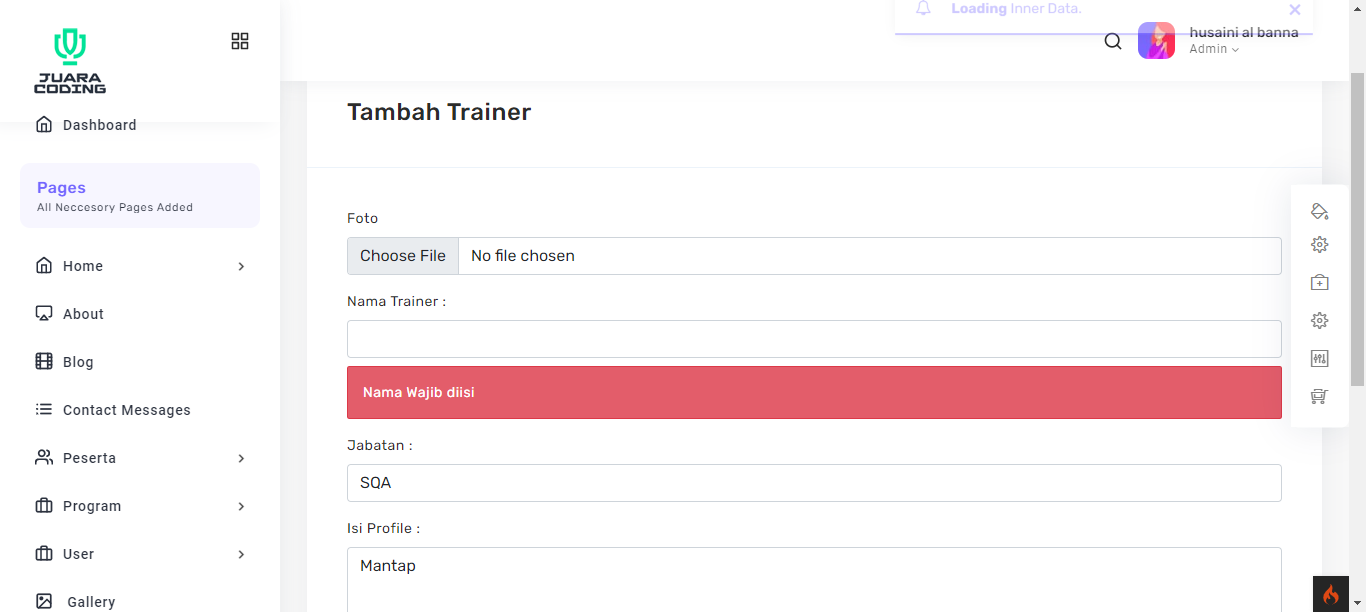 JUARA
CODING
Dashboard
Pages
All Neccesory Pages Added
Home
About
Blog
Contact Messages
Peserta
Program
User
Gallery
Loading Inner Data.
husaini al banna
Admin
Tambah Trainer
Foto
Choose File No file chosen
Nama Trainer :
Nama Wajib diisi
Jabatan :
SQA
Isi Profile :
Mantap